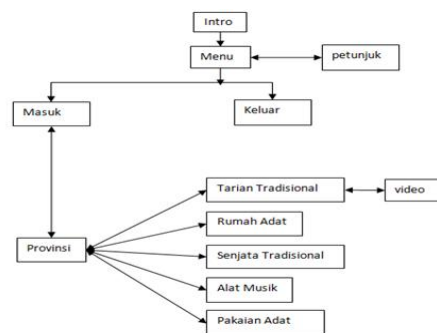 Intro
Menu
petunjuk
Masuk
Keluar
Tarian Tradisional
video
Rumah Adat
Provinsi
Senjata Tradisional
Alat Musik
Pakaian Adat